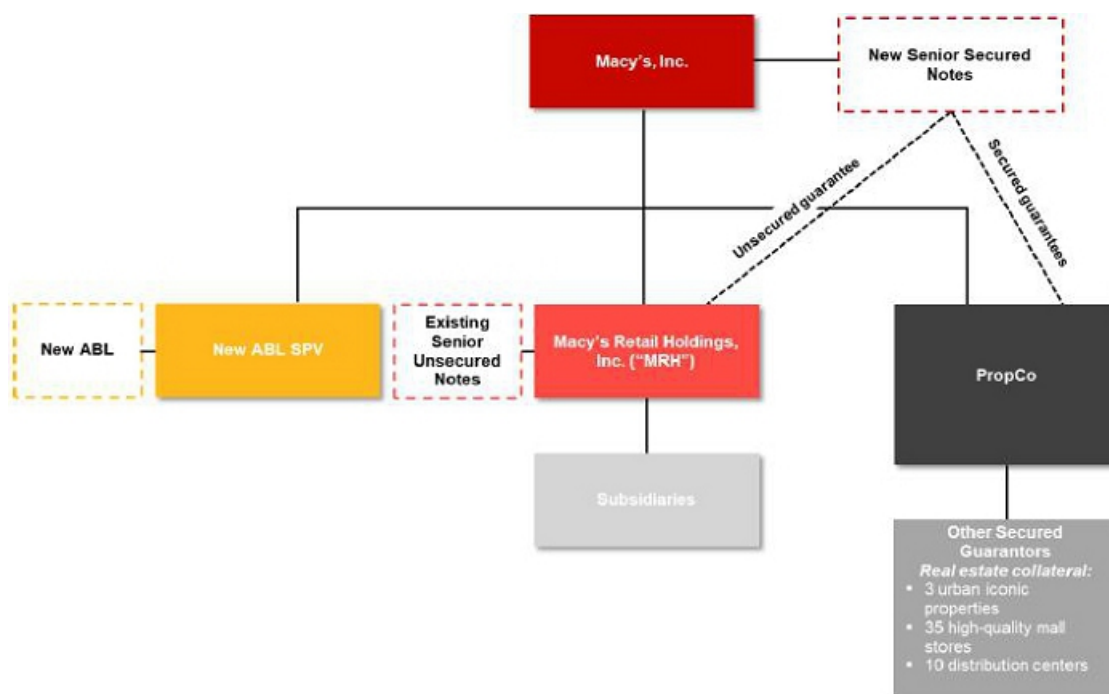 Macy's, Inc.
New Senior Secured
Notes
Unsecured guarantee
Secured guarantees
New ABL
New ABL SPV
Existing
Senior
Unsecured
Notes
Macy's Retail Holdings,
Inc. ("MRH")
PropCo
Subsidiaries
Other Secured
Guarantors
Real estate collateral:
• 3 urban iconic
properties
• 35 high-quality mall
stores
• 10 distribution centers